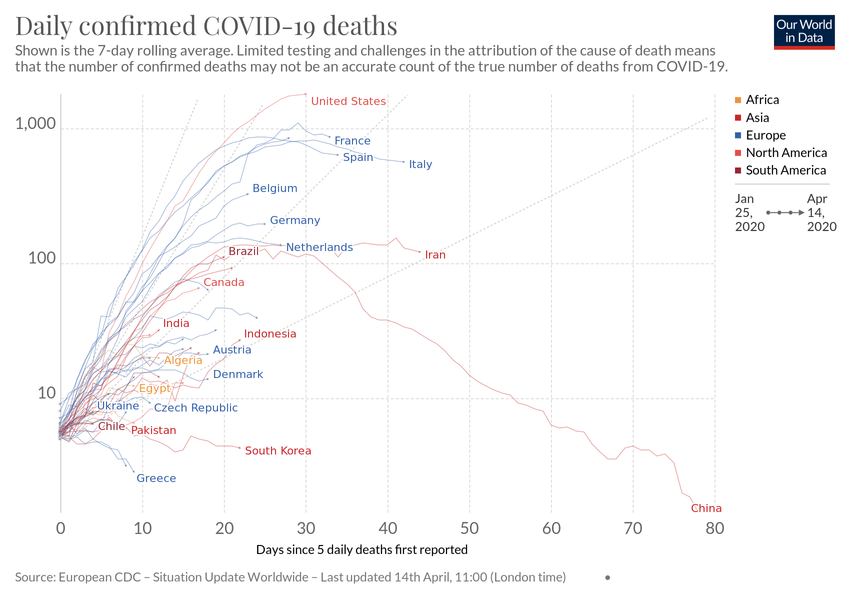 Daily confirmed COVID-19 deaths
Our World
in Data
Shown is the 7-day rolling average. Limited testing and challenges in the attribution of the cause of death means
that the number of confirmed deaths may not be an accurate count of the true number of deaths from COVID-19.
Africa
Asia
Europe
North America
South America
Jan
25,
2020
Apr
14,
2020
1,000
100
10
United States
France
Spain
Italy
Belgium
Germany
Netherlands
Brazil
Iran
Canada
India
Indonesia
Austria
Algeria
Denmark
Egypt
Ukraine
Czech Republic
Chile
Pakistan
South Korea
Greece
China
0
10
20
30
40
50
60
70
80
Days since 5 daily deaths first reported
Source: European CDC – Situation Update Worldwide – Last updated 14th April, 11:00 (London time)